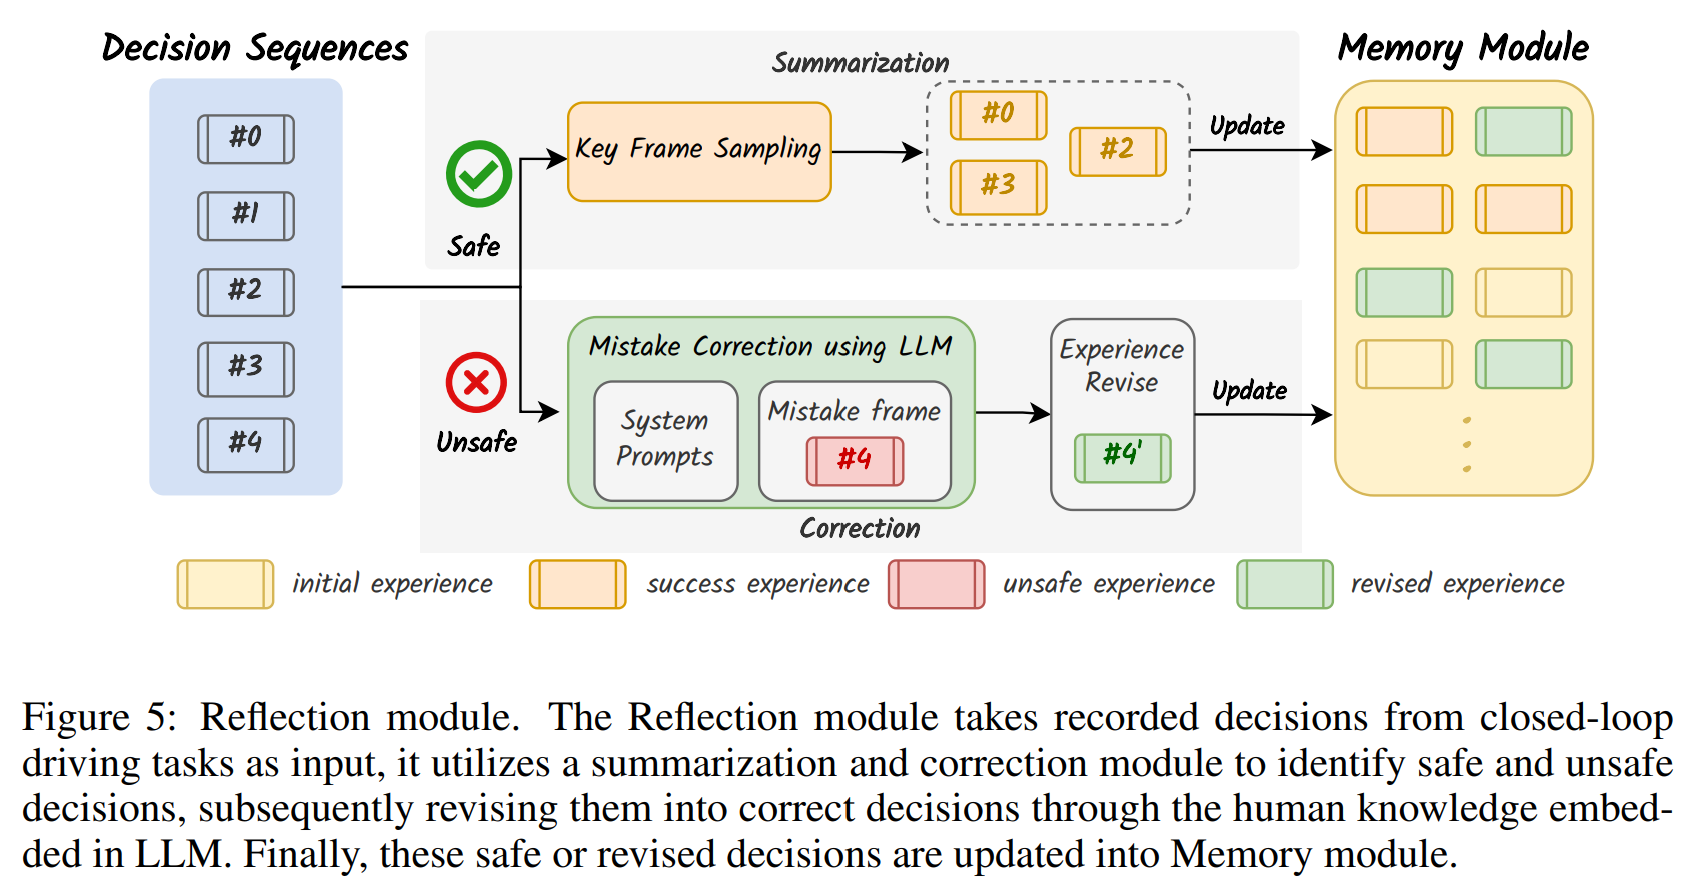 Decision Sequences
#0
#1
#2
#3
#4
Safe
Unsafe
Summarization
Key Frame Sampling
#0
#2
#3
Update
Mistake Correction using LLM
System
Prompts
Mistake frame
#4
Experience
Revise
#4'
Correction
Update
Memory Module
initial experience
success experience
unsafe experience
revised experience
Figure 5: Reflection module. The Reflection module takes recorded decisions from closed-loop
driving tasks as input, it utilizes a summarization and correction module to identify safe and unsafe
decisions, subsequently revising them into correct decisions through the human knowledge embed-
ded in LLM. Finally, these safe or revised decisions are updated into Memory module.